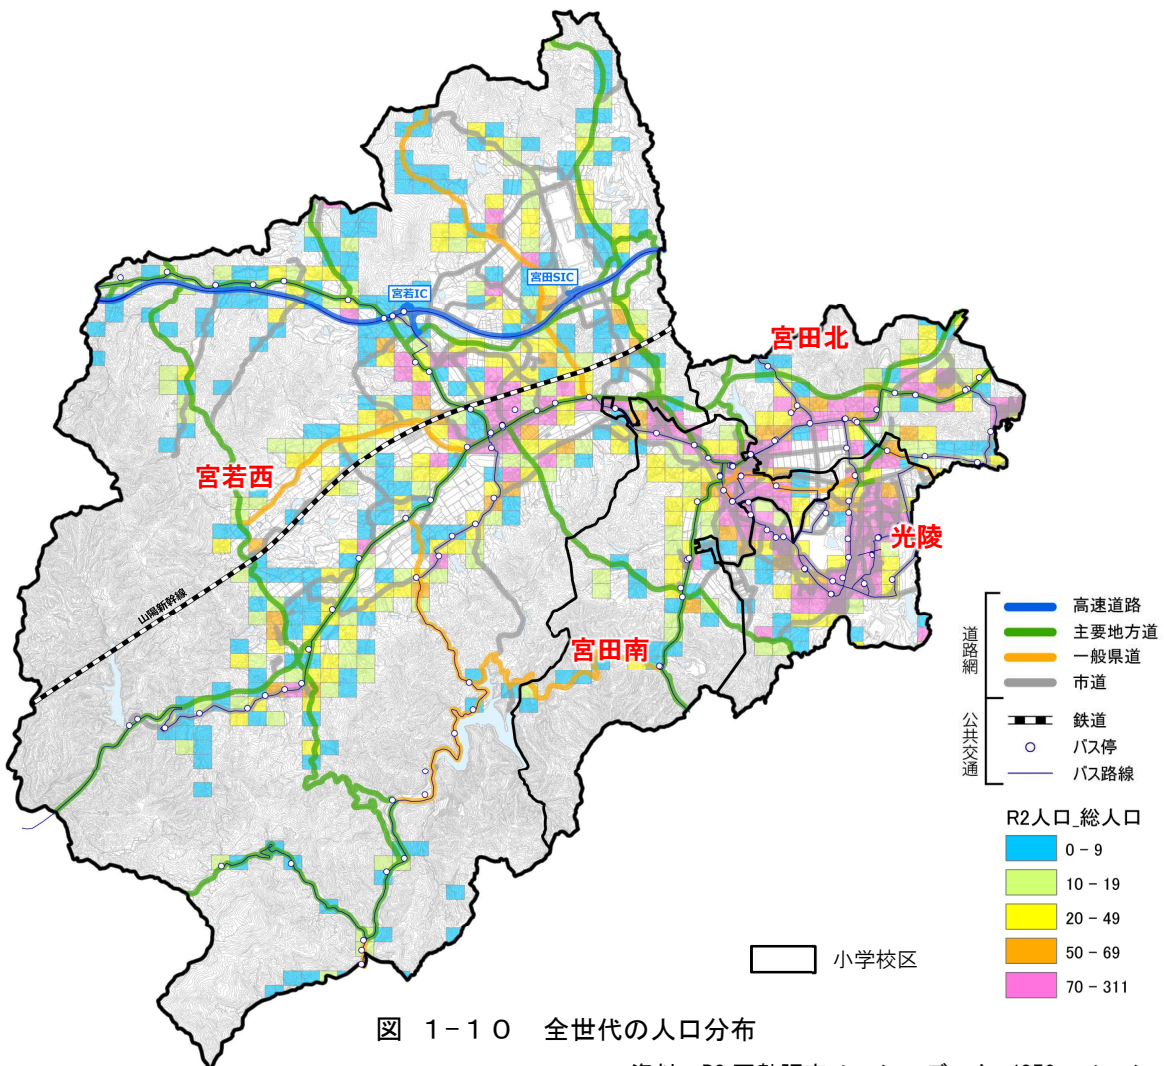 宮田SIC
宮若IC
宮田北
宮若西
光陵
山陽新幹線
宮田南
道路網
高速道路
主要地方道
一般県道
市道
公共交通
鉄道
バス停
バス路線
R2人口_総人口
0 - 9
10 - 19
20 - 49
50 - 69
70 - 311
小学校区
図 1-10 全世代の人口分布